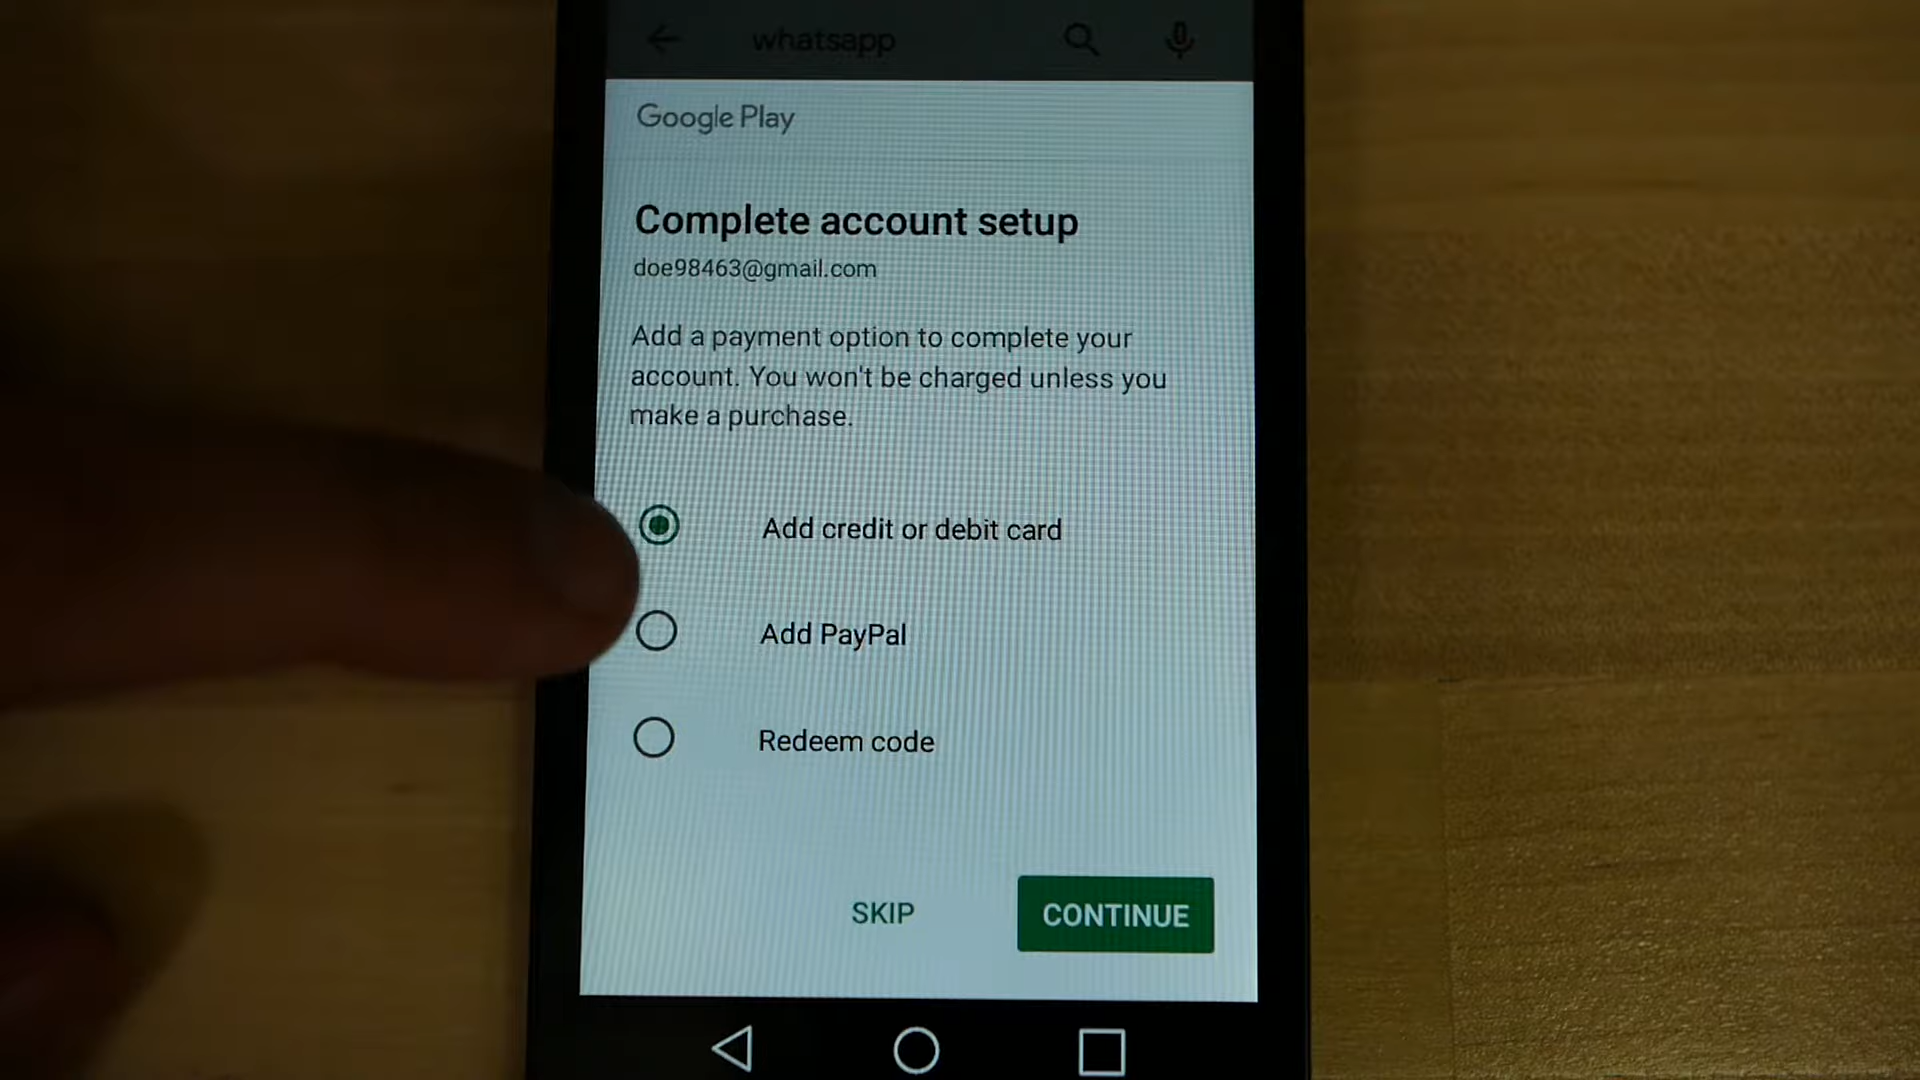 whatsapp
Google Play
Complete account setup
doe98463@gmail.com
Add a payment option to complete your
account. You won't be charged unless you
make a purchase.
Add credit or debit card
Add PayPal
Redeem code
SKIP
CONTINUE